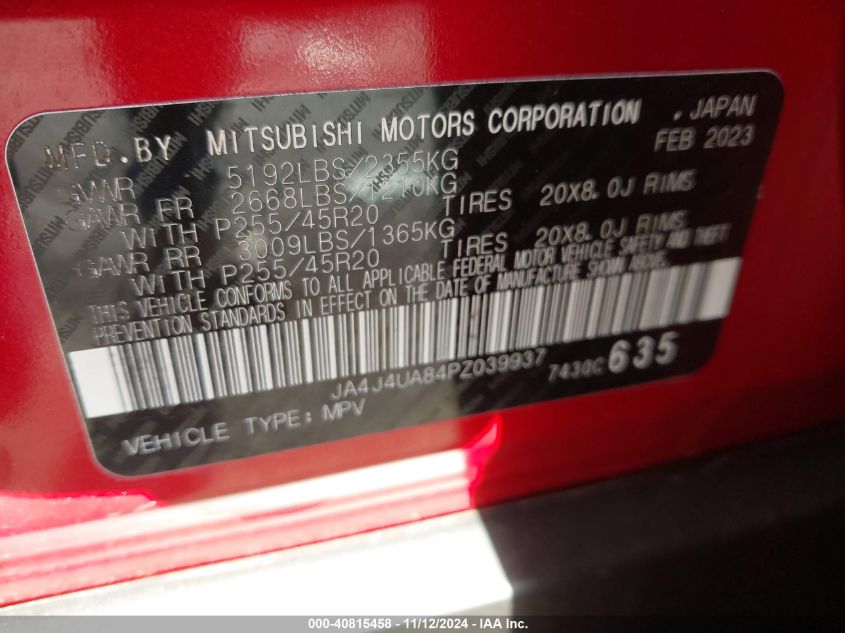 MFD.BY MITSUBISHI MOTORS CORPORATION , JAPAN
FEB 2023
GVWR 5192LBS/2355KG
GAWR FR 2668LBS/1210KG
WITH P255/45R20 TIRES 20X8.0J RIMS
GAWR RR 3009LBS/1365KG
WITH P255/45R20 TIRES 20X8.0J RIMS
THIS VEHICLE CONFORMS TO ALL APPLICABLE FEDERAL MOTOR VEHICLE SAFETY AND THEFT
PREVENTION STANDARDS IN EFFECT ON THE DATE OF MANUFACTURE SHOWN ABOVE.
JA4J4UA84PZ039937 7430C 635
VEHICLE TYPE: MPV
000-40815458 - 11/12/2024 - IAA Inc.